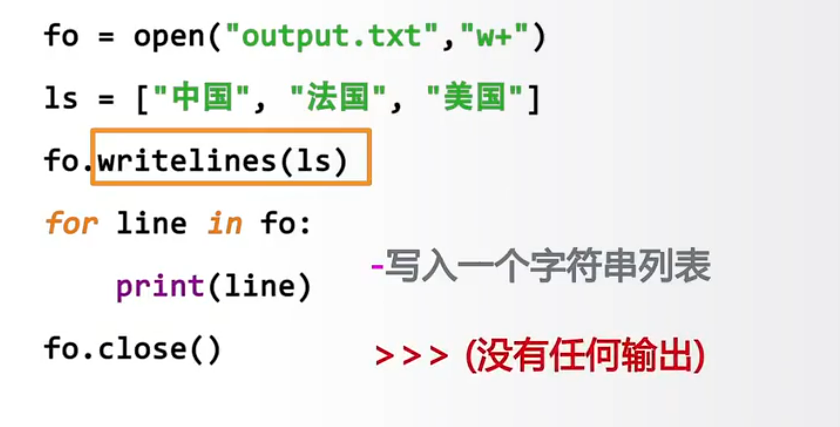 fo = open("output.txt","w+")
ls = ["中国", "法国", "美国"]
fo.writelines(ls)
for line in fo:
    print(line)
-写入一个字符串列表
fo.close()
>>> (没有任何输出)